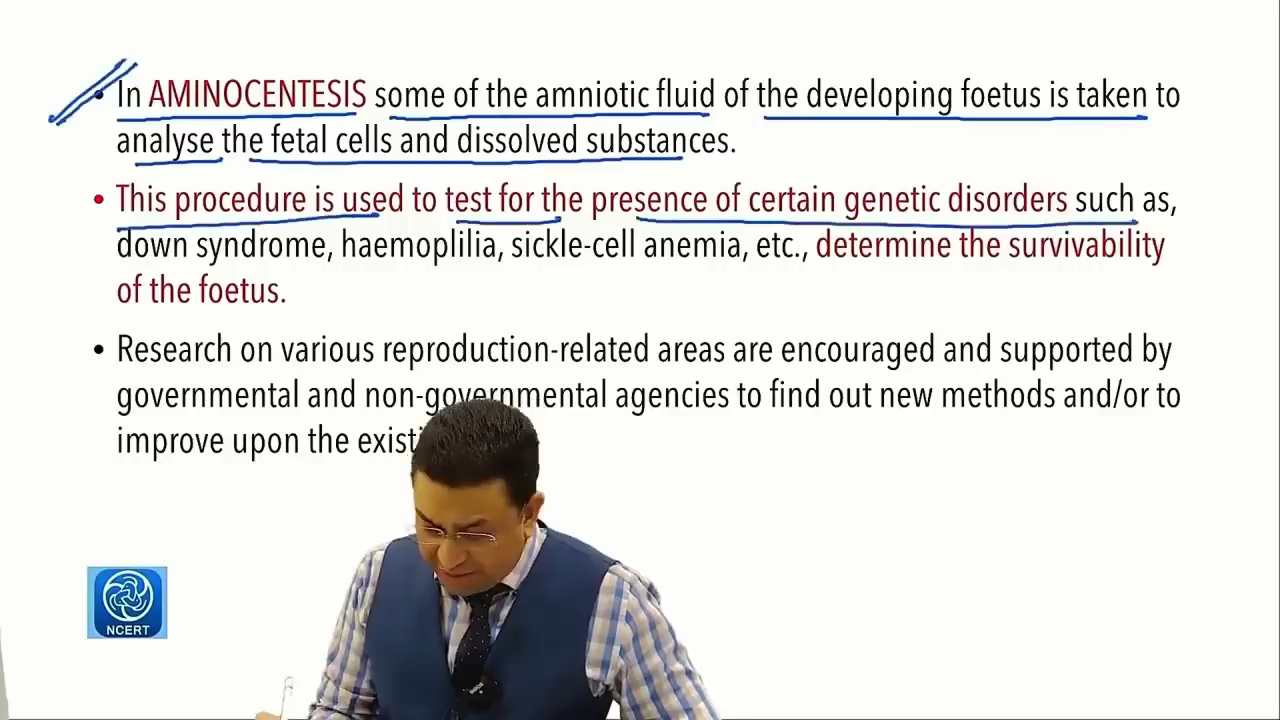 • In AMINOCENTESIS some of the amniotic fluid of the developing foetus is taken to
analyse the fetal cells and dissolved substances.
• This procedure is used to test for the presence of certain genetic disorders such as,
down syndrome, haemoplilia, sickle-cell anemia, etc., determine the survivability
of the foetus.
• Research on various reproduction-related areas are encouraged and supported by
governmental and non-governmental agencies to find out new methods and/or to
improve upon the
NCERT